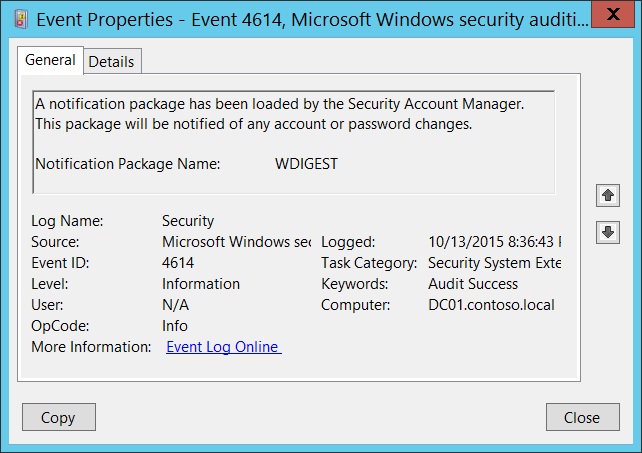 Event Properties - Event 4614, Microsoft Windows security auditi...
X
General Details
A notification package has been loaded by the Security Account Manager.
This package will be notified of any account or password changes.
Notification Package Name: WDIGEST
Log Name: Security
Source: Microsoft Windows sec Logged: 10/13/2015 8:36:43
Event ID: 4614 Task Category: Security System Exte
Level: Information Keywords: Audit Success
User: N/A Computer: DC01.contoso.local
OpCode: Info
More Information: Event Log Online
Copy Close